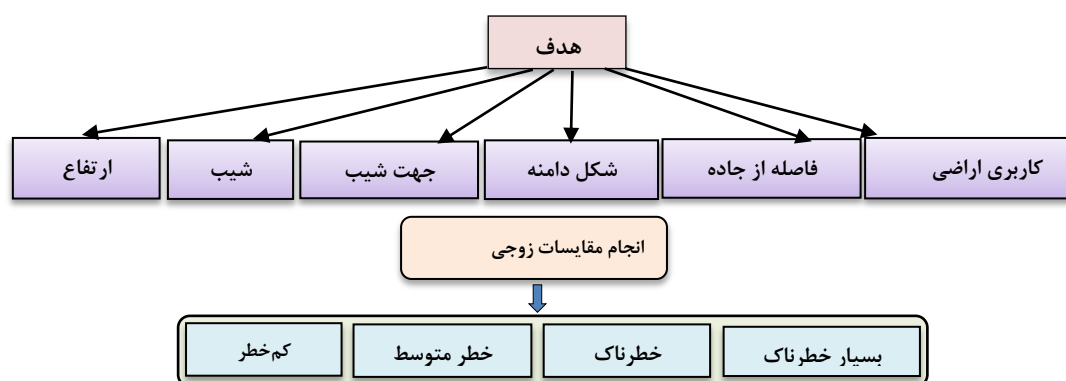 هدف
کاربری اراضی
فاصله از جاده
شکل دامنه
جهت شیب
شیب
ارتفاع
انجام مقایسات زوجی
بسیار خطرناک
خطرناک
خطر متوسط
کم‌خطر